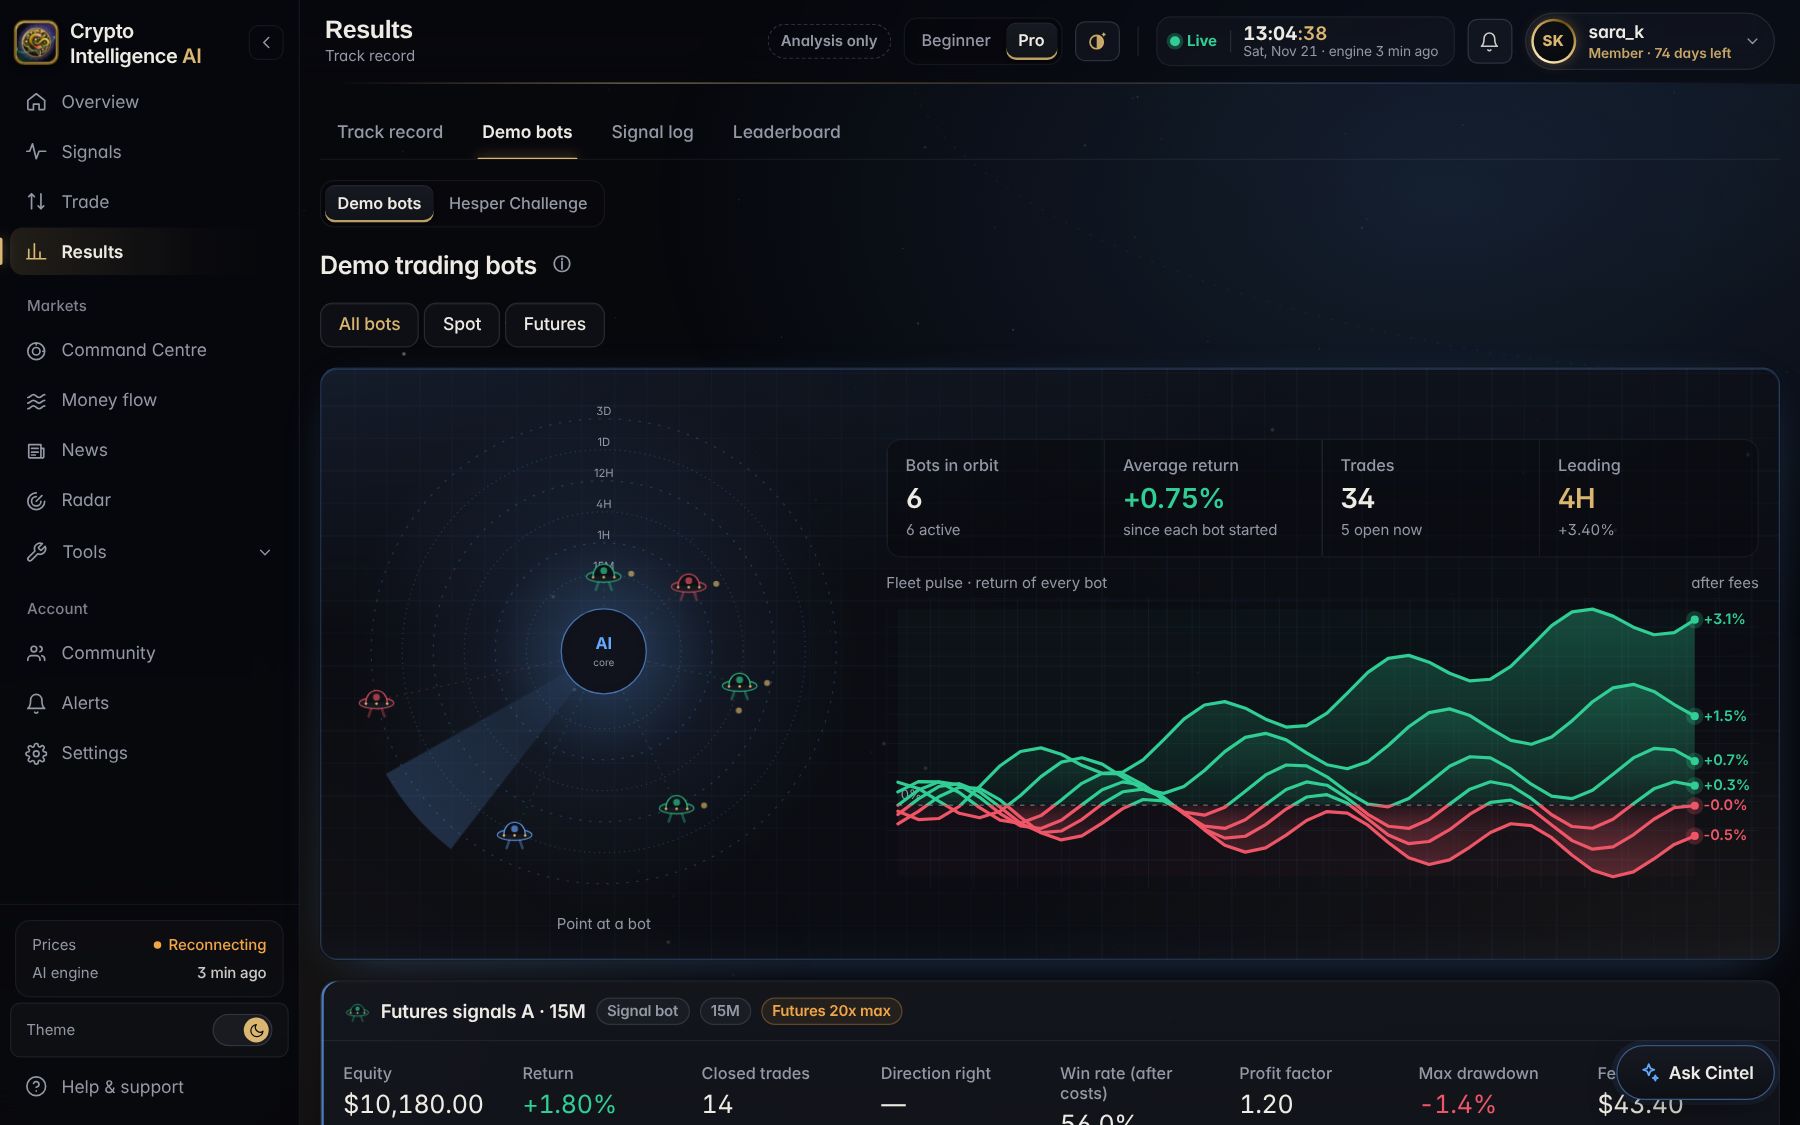 Crypto
Intelligence AI
Overview
Signals
Trade
Results
Markets
Command Centre
Money flow
News
Radar
Tools
Account
Community
Alerts
Settings
Prices
Reconnecting
AI engine
3 min ago
Theme
Help & support
Results
Track record
Analysis only
Beginner
Pro
Live
13:04:38
Sat, Nov 21 · engine 3 min ago
SK
sara_k
Member · 74 days left
Track record
Demo bots
Signal log
Leaderboard
Demo bots
Hesper Challenge
Demo trading bots
All bots
Spot
Futures
3D
1D
12H
4H
1H
AI
core
Point at a bot
Bots in orbit
6
6 active
Average return
+0.75%
since each bot started
Trades
34
5 open now
Leading
4H
+3.40%
Fleet pulse · return of every bot
after fees
0%
+3.1%
+1.5%
+0.7%
+0.3%
-0.0%
-0.5%
Futures signals A · 15M
Signal bot
15M
Futures 20x max
Equity
$10,180.00
Return
+1.80%
Closed trades
14
Direction right
—
Win rate (after
costs)
56.0%
Profit factor
1.20
Max drawdown
-1.4%
$43.40
Ask Cintel